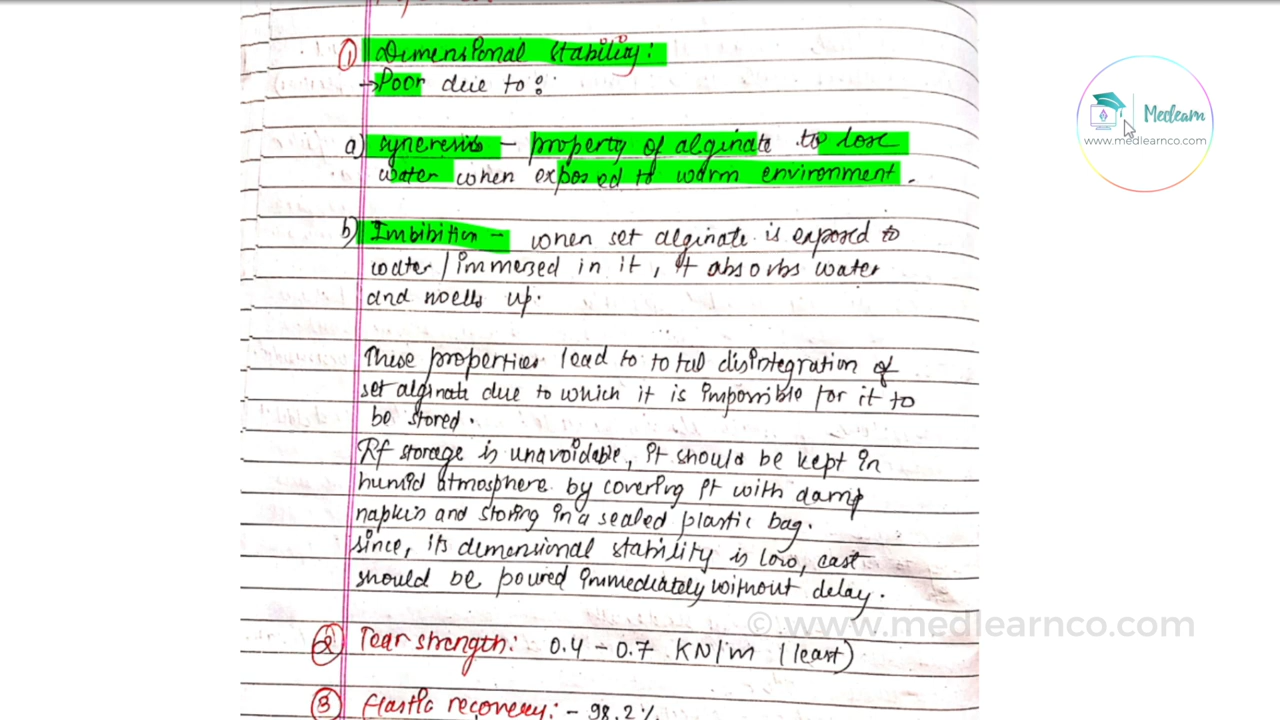 ① Dimensional stability:
→ Poor due to:
a) syneresis – property of alginate to lose
water when exposed to warm environment.
b) Imbibition – when set alginate is exposed to
water / immersed in it, it absorbs water
and swells up.
These properties lead to total disintegration of
set alginate due to which it is impossible for it to
be stored.
If storage is unavoidable, it should be kept in
humid atmosphere by covering it with damp
napkin and storing in a sealed plastic bag.
since, its dimensional stability is low, cast
should be poured immediately without delay.
② Tear strength: 0.4 – 0.7 KN/m (least)
③ Elastic recovery: – 98.2%
Medlearn
www.medlearnco.com
© www.medlearnco.com